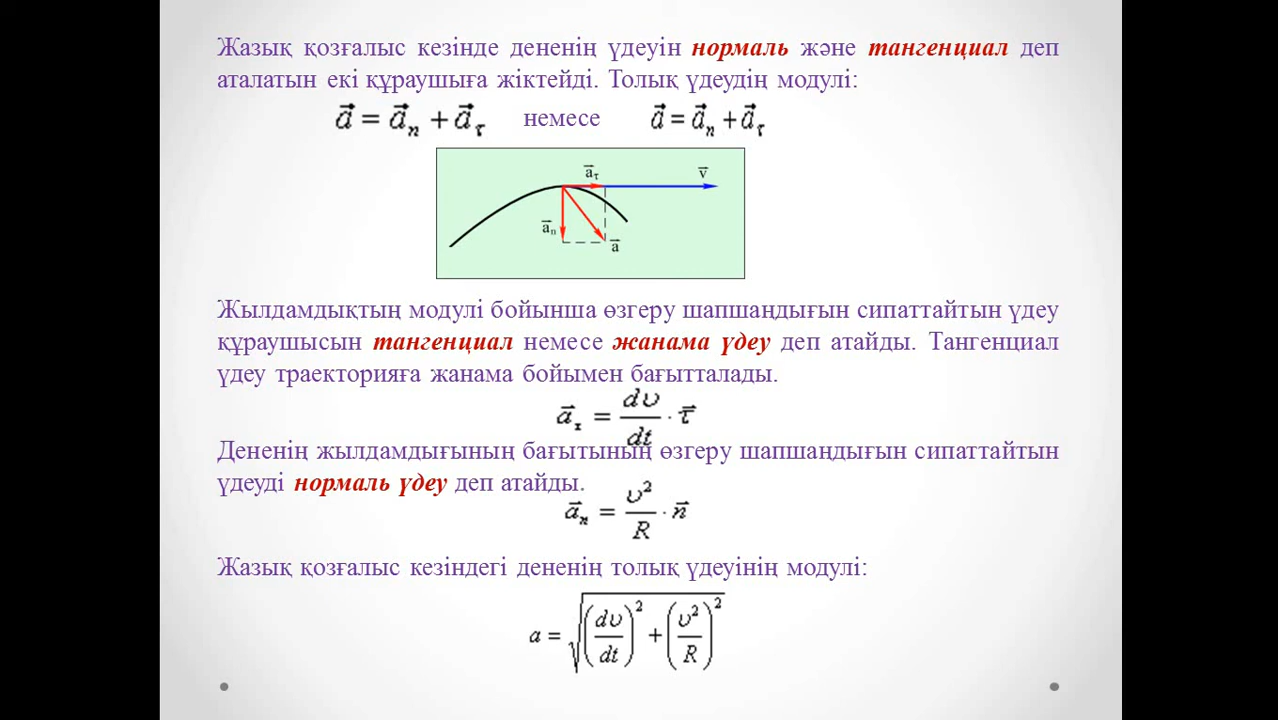 Жазық қозғалыс кезінде дененің үдеуін нормаль және тангенциал деп
аталатын екі құраушыға жіктейді. Толық үдеудің модулі:
a⃗ = a⃗ₙ + a⃗τ немесе a⃗ = a⃗ₙ + a⃗τ
a⃗τ v⃗
a⃗ₙ a⃗
Жылдамдықтың модулі бойынша өзгеру шапшаңдығын сипаттайтын үдеу
құраушысын тангенциал немесе жанама үдеу деп атайды. Тангенциал
үдеу траекторияға жанама бойымен бағытталады.
a⃗τ = dυ/dt · τ⃗
Дененің жылдамдығының бағытының өзгеру шапшаңдығын сипаттайтын
үдеуді нормаль үдеу деп атайды.
a⃗ₙ = υ²/R · n⃗
Жазық қозғалыс кезіндегі дененің толық үдеуінің модулі:
a = √((dυ/dt)² + (υ²/R)²)